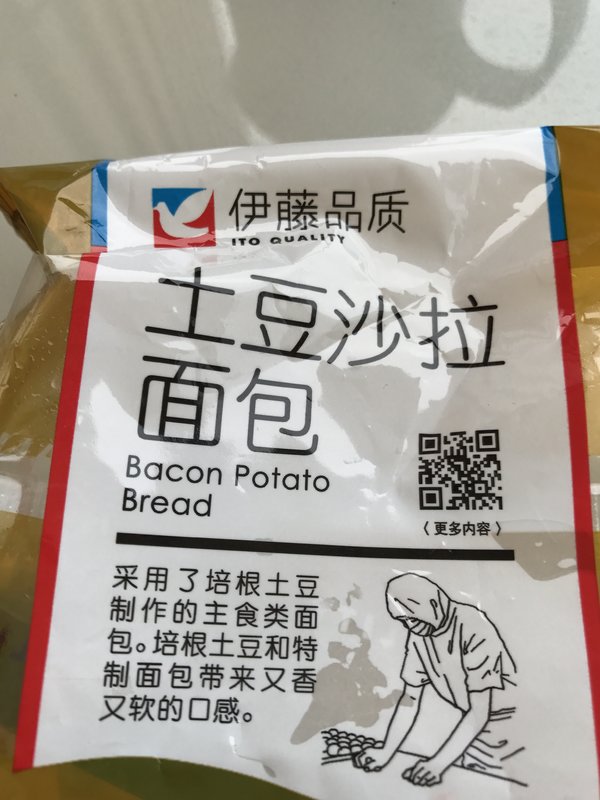 伊藤品质
ITO QUALITY
土豆沙拉
面包
Bacon Potato
Bread
〈 更多内容 〉
采用了培根土豆
制作的主食类面
包。培根土豆和特
制面包带来又香
又软的口感。